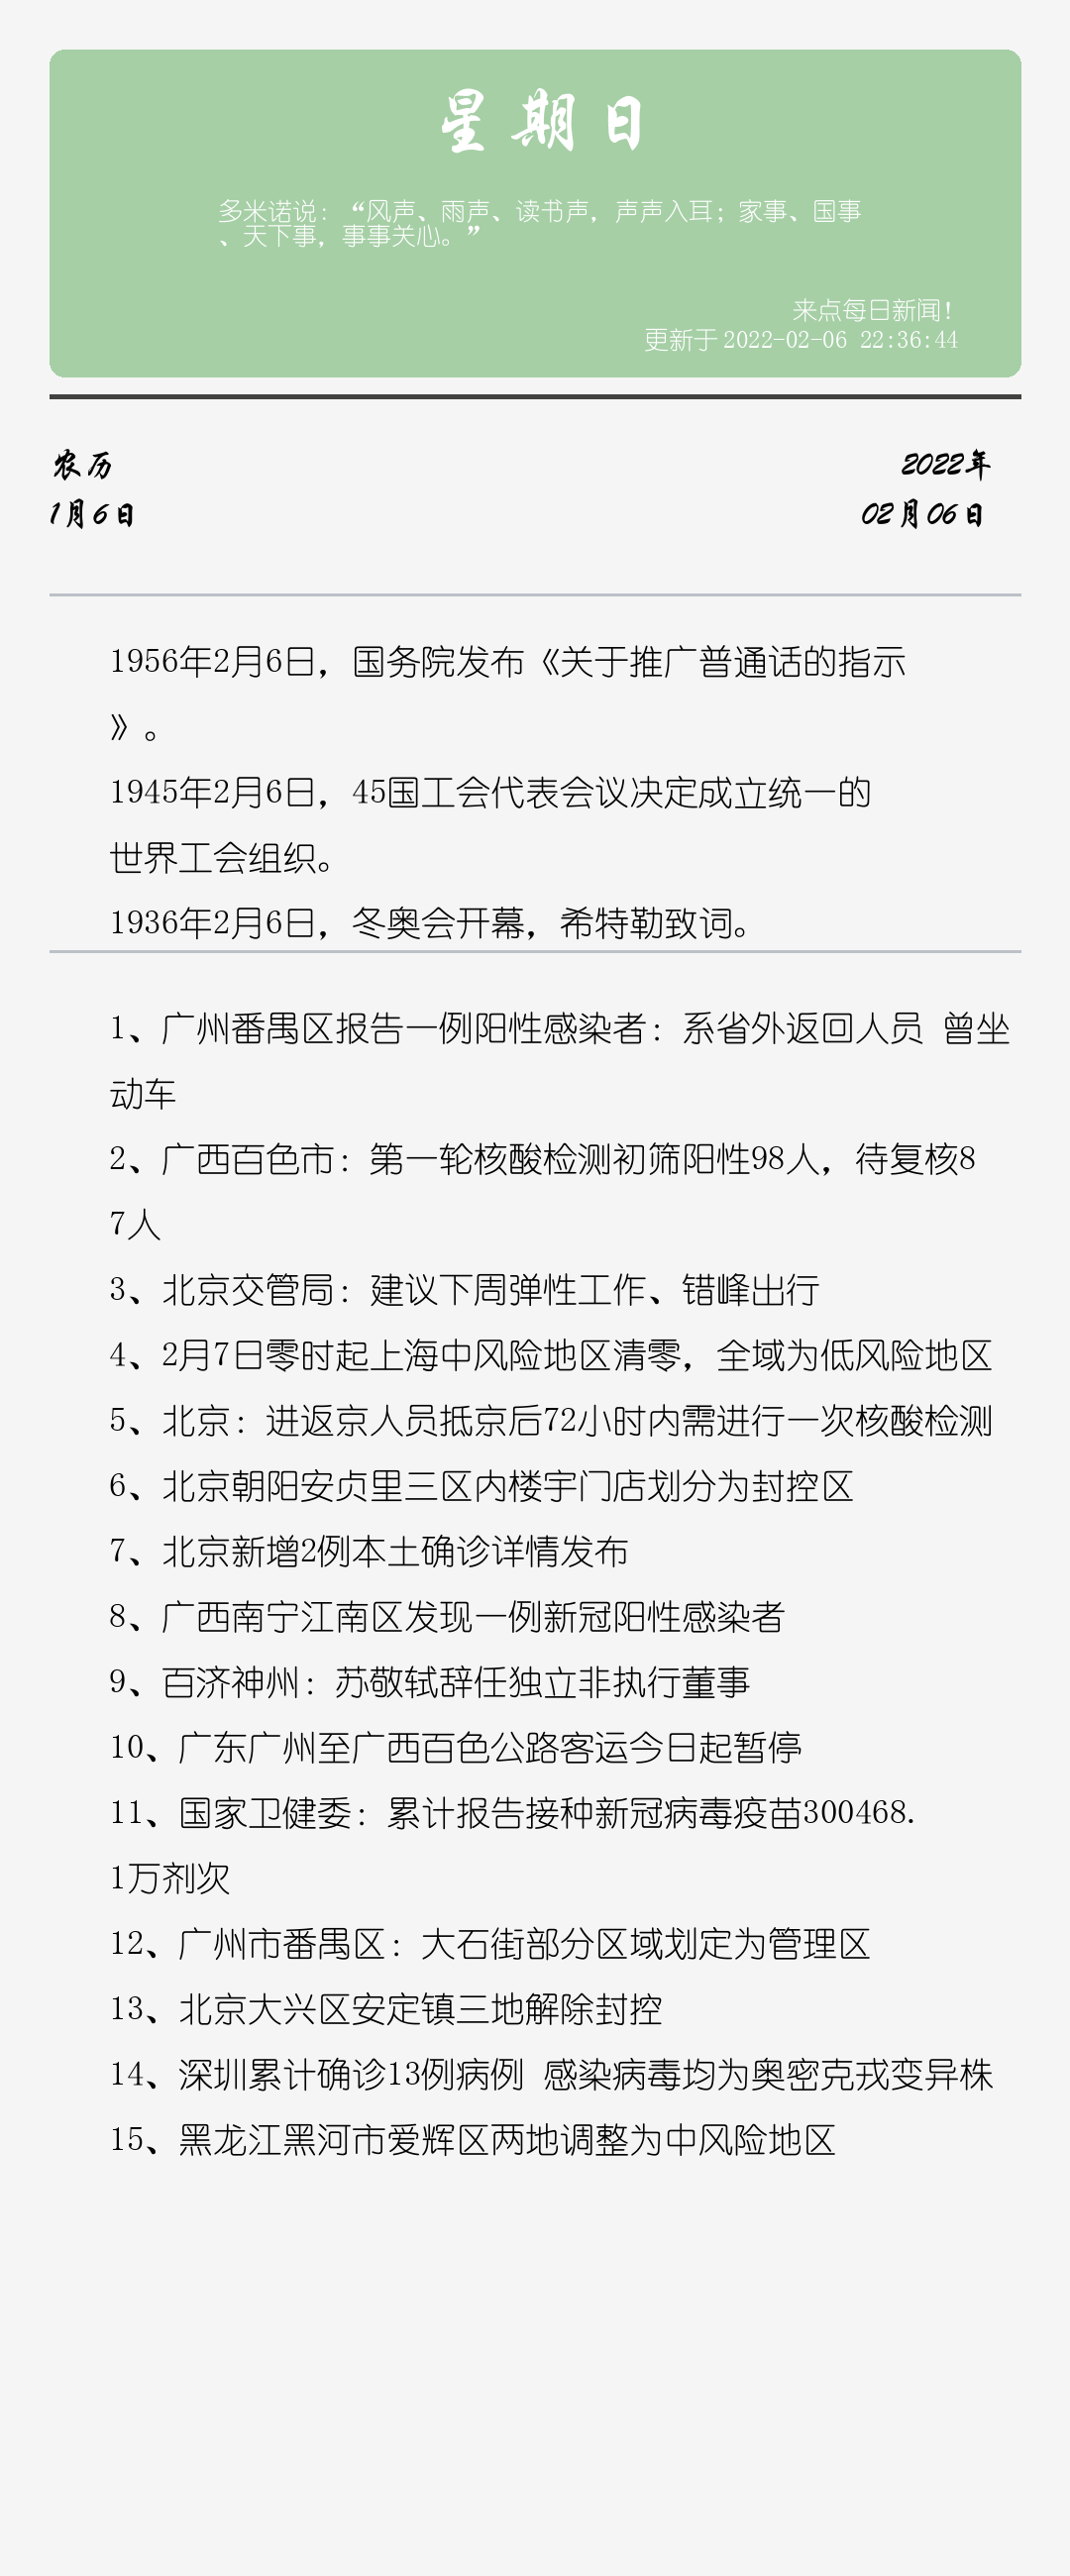 星期日
多米诺说：“风声、雨声、读书声，声声入耳；家事、国事
、天下事，事事关心。”
来点每日新闻！
更新于2022-02-06 22:36:44
农历
2022年
1月6日
02月06日
1956年2月6日，国务院发布《关于推广普通话的指示
》。
1945年2月6日，45国工会代表会议决定成立统一的
世界工会组织。
1936年2月6日，冬奥会开幕，希特勒致词。
1、广州番禺区报告一例阳性感染者：系省外返回人员 曾坐
动车
2、广西百色市：第一轮核酸检测初筛阳性98人，待复核8
7人
3、北京交管局：建议下周弹性工作、错峰出行
4、2月7日零时起上海中风险地区清零，全域为低风险地区
5、北京：进返京人员抵京后72小时内需进行一次核酸检测
6、北京朝阳安贞里三区内楼宇门店划分为封控区
7、北京新增2例本土确诊详情发布
8、广西南宁江南区发现一例新冠阳性感染者
9、百济神州：苏敬轼辞任独立非执行董事
10、广东广州至广西百色公路客运今日起暂停
11、国家卫健委：累计报告接种新冠病毒疫苗300468.
1万剂次
12、广州市番禺区：大石街部分区域划定为管理区
13、北京大兴区安定镇三地解除封控
14、深圳累计确诊13例病例 感染病毒均为奥密克戎变异株
15、黑龙江黑河市爱辉区两地调整为中风险地区